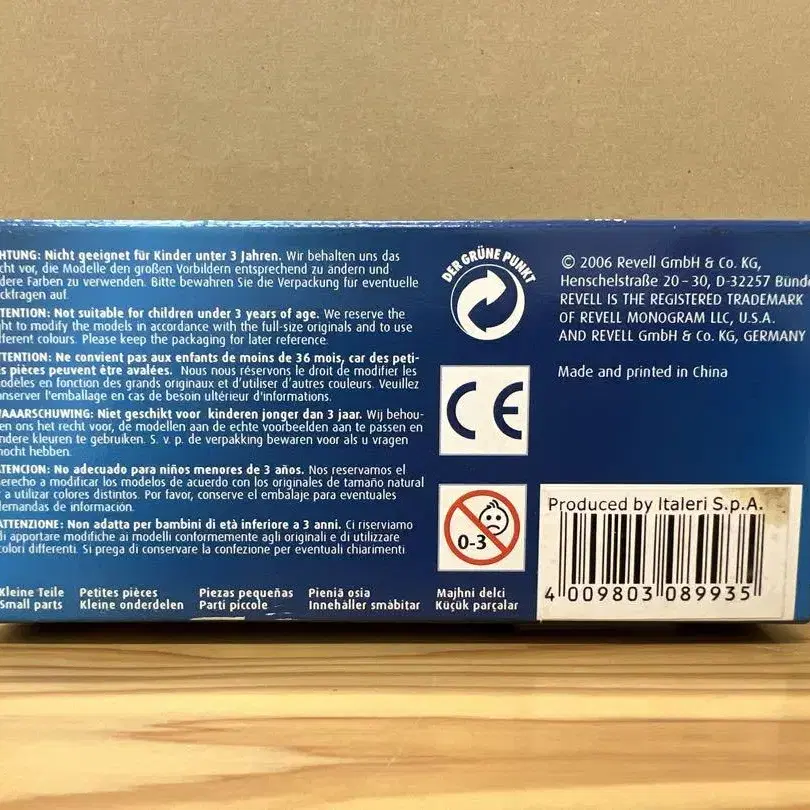 CHTUNG: Nicht geeignet für Kinder unter 3 Jahren. Wir behalten uns das
cht vor, die Modelle den großen Vorbildern entsprechend zu ändern und
dere Farben zu verwenden. Bitte bewahren Sie die Verpackung für eventuelle
ckfragen auf.
TENTION: Not suitable for children under 3 years of age. We reserve the
ght to modify the models in accordance with the full-size originals and to use
fferent colours. Please keep the packaging for later reference.
TTENTION: Ne convient pas aux enfants de moins de 36 mois, car des peti-
s pièces peuvent être avalées. Nous nous réservons le droit de modifier les
odèles en fonction des grands originaux et d'utiliser d'autres couleurs. Veuillez
onserver l'emballage en cas de besoin ultérieur d'informations.
WAAARSCHUWING: Niet geschikt voor kinderen jonger dan 3 jaar. Wij behou-
en ons het recht voor, de modellen aan de echte voorbeelden aan te passen en
ndere kleuren te gebruiken. S. v. p. de verpakking bewaren voor als u vragen
mocht hebben.
ATENCION: No adecuado para niños menores de 3 años. Nos reservamos el
erecho a modificar los modelos de acuerdo con los originales de tamaño natural
y a utilizar colores distintos. Por favor, conserve el embalaje para eventuales
demandas de información.
ATTENZIONE: Non adatta per bambini di età inferiore a 3 anni. Ci riserviamo
di apportare modifiche ai modelli conformemente agli originali e di utilizzare
colori differenti. Si prega di conservare la confezione per eventuali chiarimenti
Kleine Teile Petites pièces Piezas pequeñas Pieniä osia Majhni delci
Small parts Kleine onderdelen Parti piccole Innehåller småbitar Küçük parçalar
DER GRÜNE PUNKT
CE
0-3
© 2006 Revell GmbH & Co. KG,
Henschelstraße 20 - 30, D-32257 Bünd
REVELL IS THE REGISTERED TRADEMARK
OF REVELL MONOGRAM LLC, U.S.A.
AND REVELL GmbH & Co. KG, GERMANY
Made and printed in China
Produced by Italeri S.p.A.
4 009803 089935